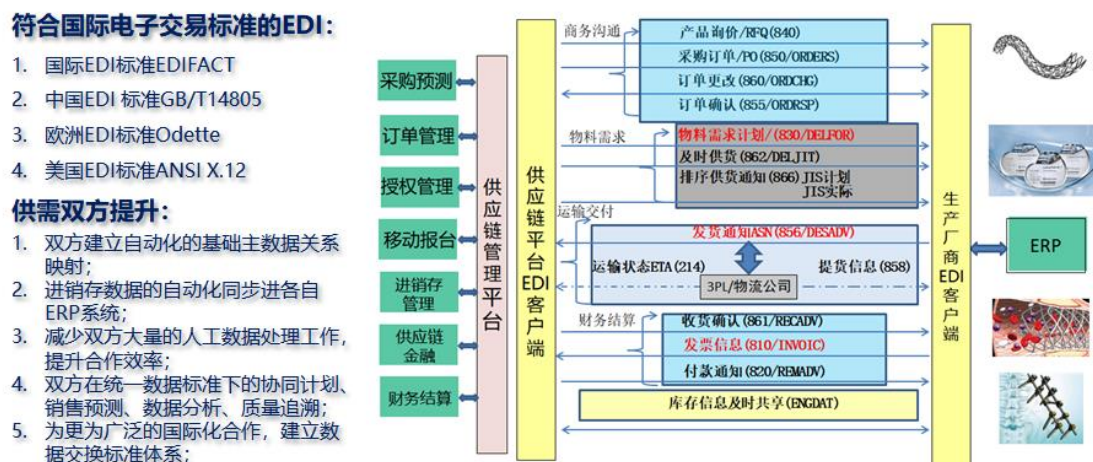 符合国际电子交易标准的EDI：
1. 国际EDI标准EDIFACT
2. 中国EDI 标准GB/T14805
3. 欧洲EDI标准Odette
4. 美国EDI标准ANSI X.12
供需双方提升：
1. 双方建立自动化的基础主数据关系
映射；
2. 进销存数据的自动化同步进各自
ERP系统；
3. 减少双方大量的人工数据处理工作，
提升合作效率；
4. 双方在统一数据标准下的协同计划、
销售预测、数据分析、质量追溯；
5. 为更为广泛的国际化合作，建立数
据交换标准体系；
采购预测
订单管理
授权管理
移动报台
进销存
管理
供应链
金融
财务结算
供应链管理平台
供应链平台EDI客户端
商务沟通
产品询价/RFQ(840)
采购订单/PO(850/ORDERS)
订单更改(860/ORDCHG)
订单确认(855/ORDRSP)
物料需求
物料需求计划/(830/DELFOR)
及时供货(862/DELJIT)
排序供货通知(866) JIS计划
JIS实际
运输交付
发货通知ASN(856/DESADV)
运输状态ETA(214)
提货信息(858)
3PL/物流公司
财务结算
收货确认(861/RECADV)
发票信息(810/INVOIC)
付款通知(820/REMADV)
库存信息及时共享(ENGDAT)
生产厂商EDI客户端
ERP